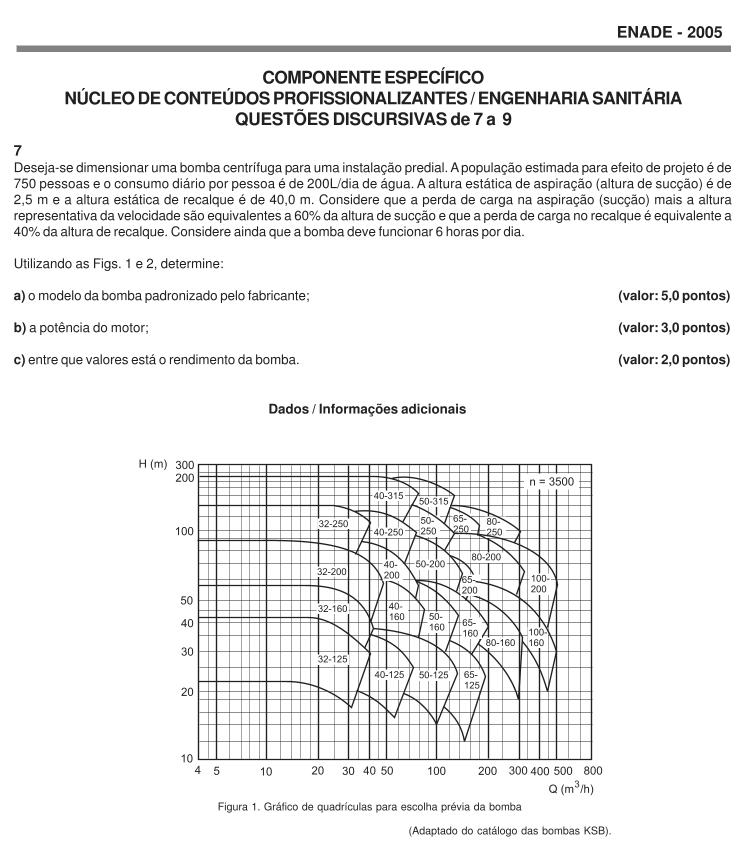 ENADE - 2005
COMPONENTE ESPECÍFICO
NÚCLEO DE CONTEÚDOS PROFISSIONALIZANTES / ENGENHARIA SANITÁRIA
QUESTÕES DISCURSIVAS de 7 a 9
7
Deseja-se dimensionar uma bomba centrífuga para uma instalação predial. A população estimada para efeito de projeto é de
750 pessoas e o consumo diário por pessoa é de 200L/dia de água. A altura estática de aspiração (altura de sucção) é de
2,5 m e a altura estática de recalque é de 40,0 m. Considere que a perda de carga na aspiração (sucção) mais a altura
representativa da velocidade são equivalentes a 60% da altura de sucção e que a perda de carga no recalque é equivalente a
40% da altura de recalque. Considere ainda que a bomba deve funcionar 6 horas por dia.
Utilizando as Figs. 1 e 2, determine:
a) o modelo da bomba padronizado pelo fabricante; (valor: 5,0 pontos)
b) a potência do motor; (valor: 3,0 pontos)
c) entre que valores está o rendimento da bomba. (valor: 2,0 pontos)
Dados / Informações adicionais
H (m) 300
200
n = 3500
40-315
50-315
32-250
40-250
50-
250
65-
250
80-
250
100
32-200
40-
200
50-200
65-
200
80-200
100-
200
50
32-160
40-
160
50-
160
65-
160
80-160
100-
160
40
30
32-125
40-125
50-125
65-
125
20
10
4 5 10 20 30 40 50 100 200 300 400 500 800
Q (m³/h)
Figura 1. Gráfico de quadrículas para escolha prévia da bomba
(Adaptado do catálogo das bombas KSB).